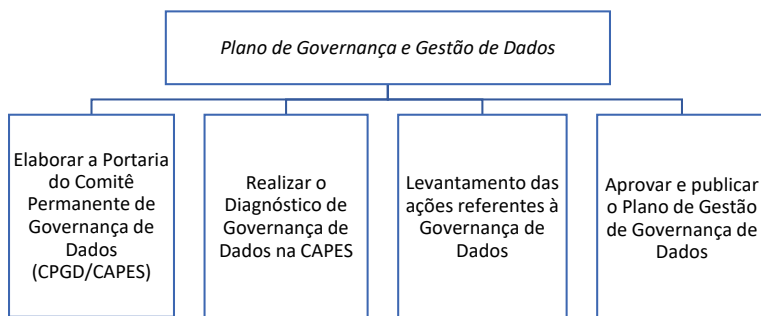 Plano de Governança e Gestão de Dados
Elaborar a Portaria
do Comitê
Permanente de
Governança de
Dados
(CPGD/CAPES)
Realizar o
Diagnóstico de
Governança de
Dados na CAPES
Levantamento das
ações referentes à
Governança de
Dados
Aprovar e publicar
o Plano de Gestão
de Governança de
Dados